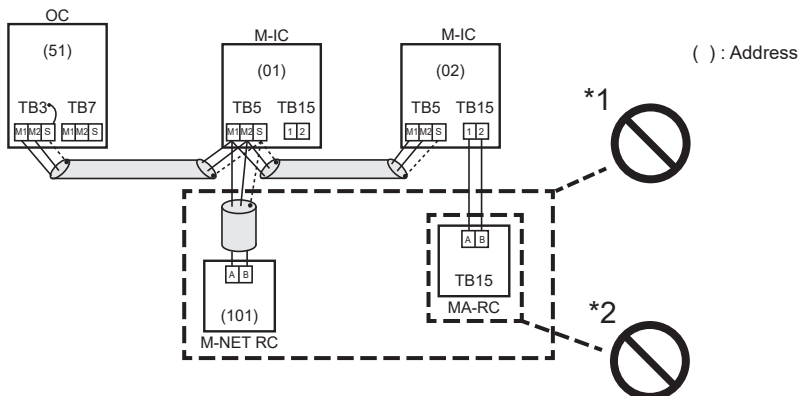 OC
M-IC
M-IC
(51)
(01)
(02)
( ) : Address
*1
TB3 TB7
TB5 TB15
TB5 TB15
M1 M2 S
M1 M2 S
M1 M2 S
1 2
M1 M2 S
1 2
A B
TB15
MA-RC
A B
(101)
M-NET RC
*2